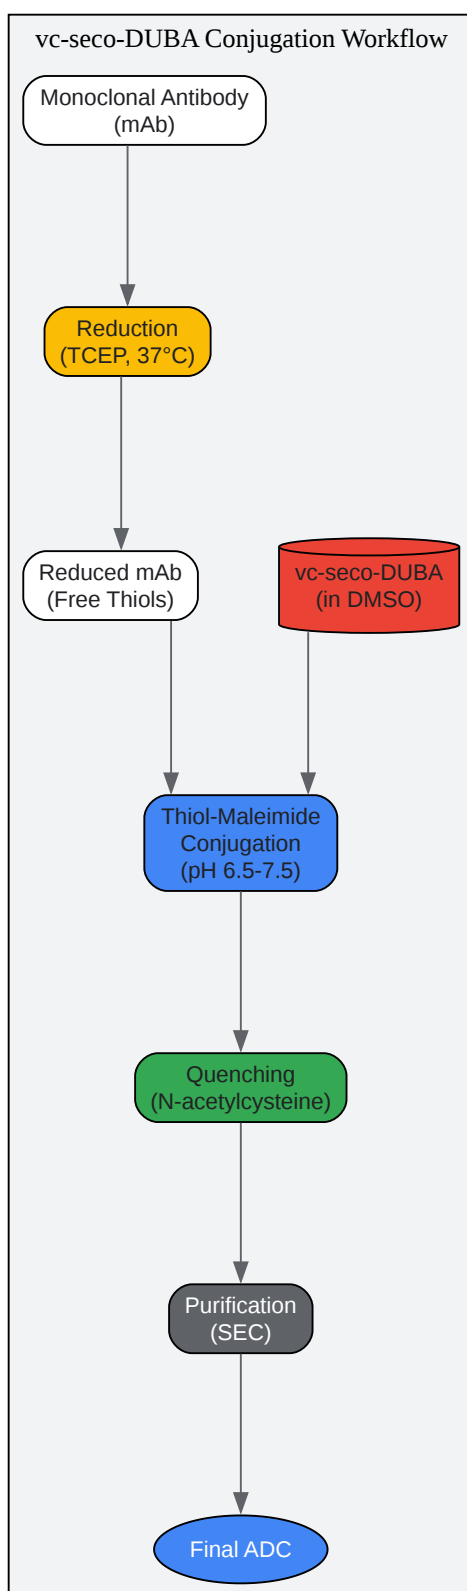 vc-seco-DUBA Conjugation Workflow
Monoclonal Antibody
(mAb)
Reduction
(TCEP, 37°C)
Reduced mAb
(Free Thiols)
vc-seco-DUBA
(in DMSO)
Thiol-Maleimide
Conjugation
(pH 6.5-7.5)
Quenching
(N-acetylcysteine)
Purification
(SEC)
Final ADC